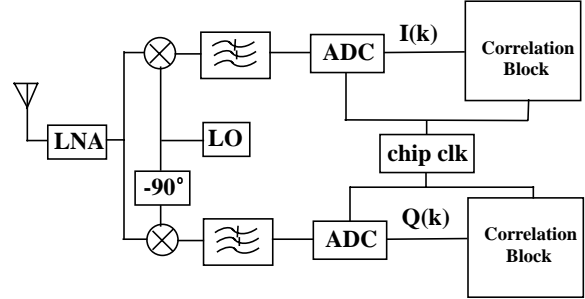 ADC
I(k)
Correlation
Block
LNA
LO
chip clk
-90°
ADC
Q(k)
Correlation
Block